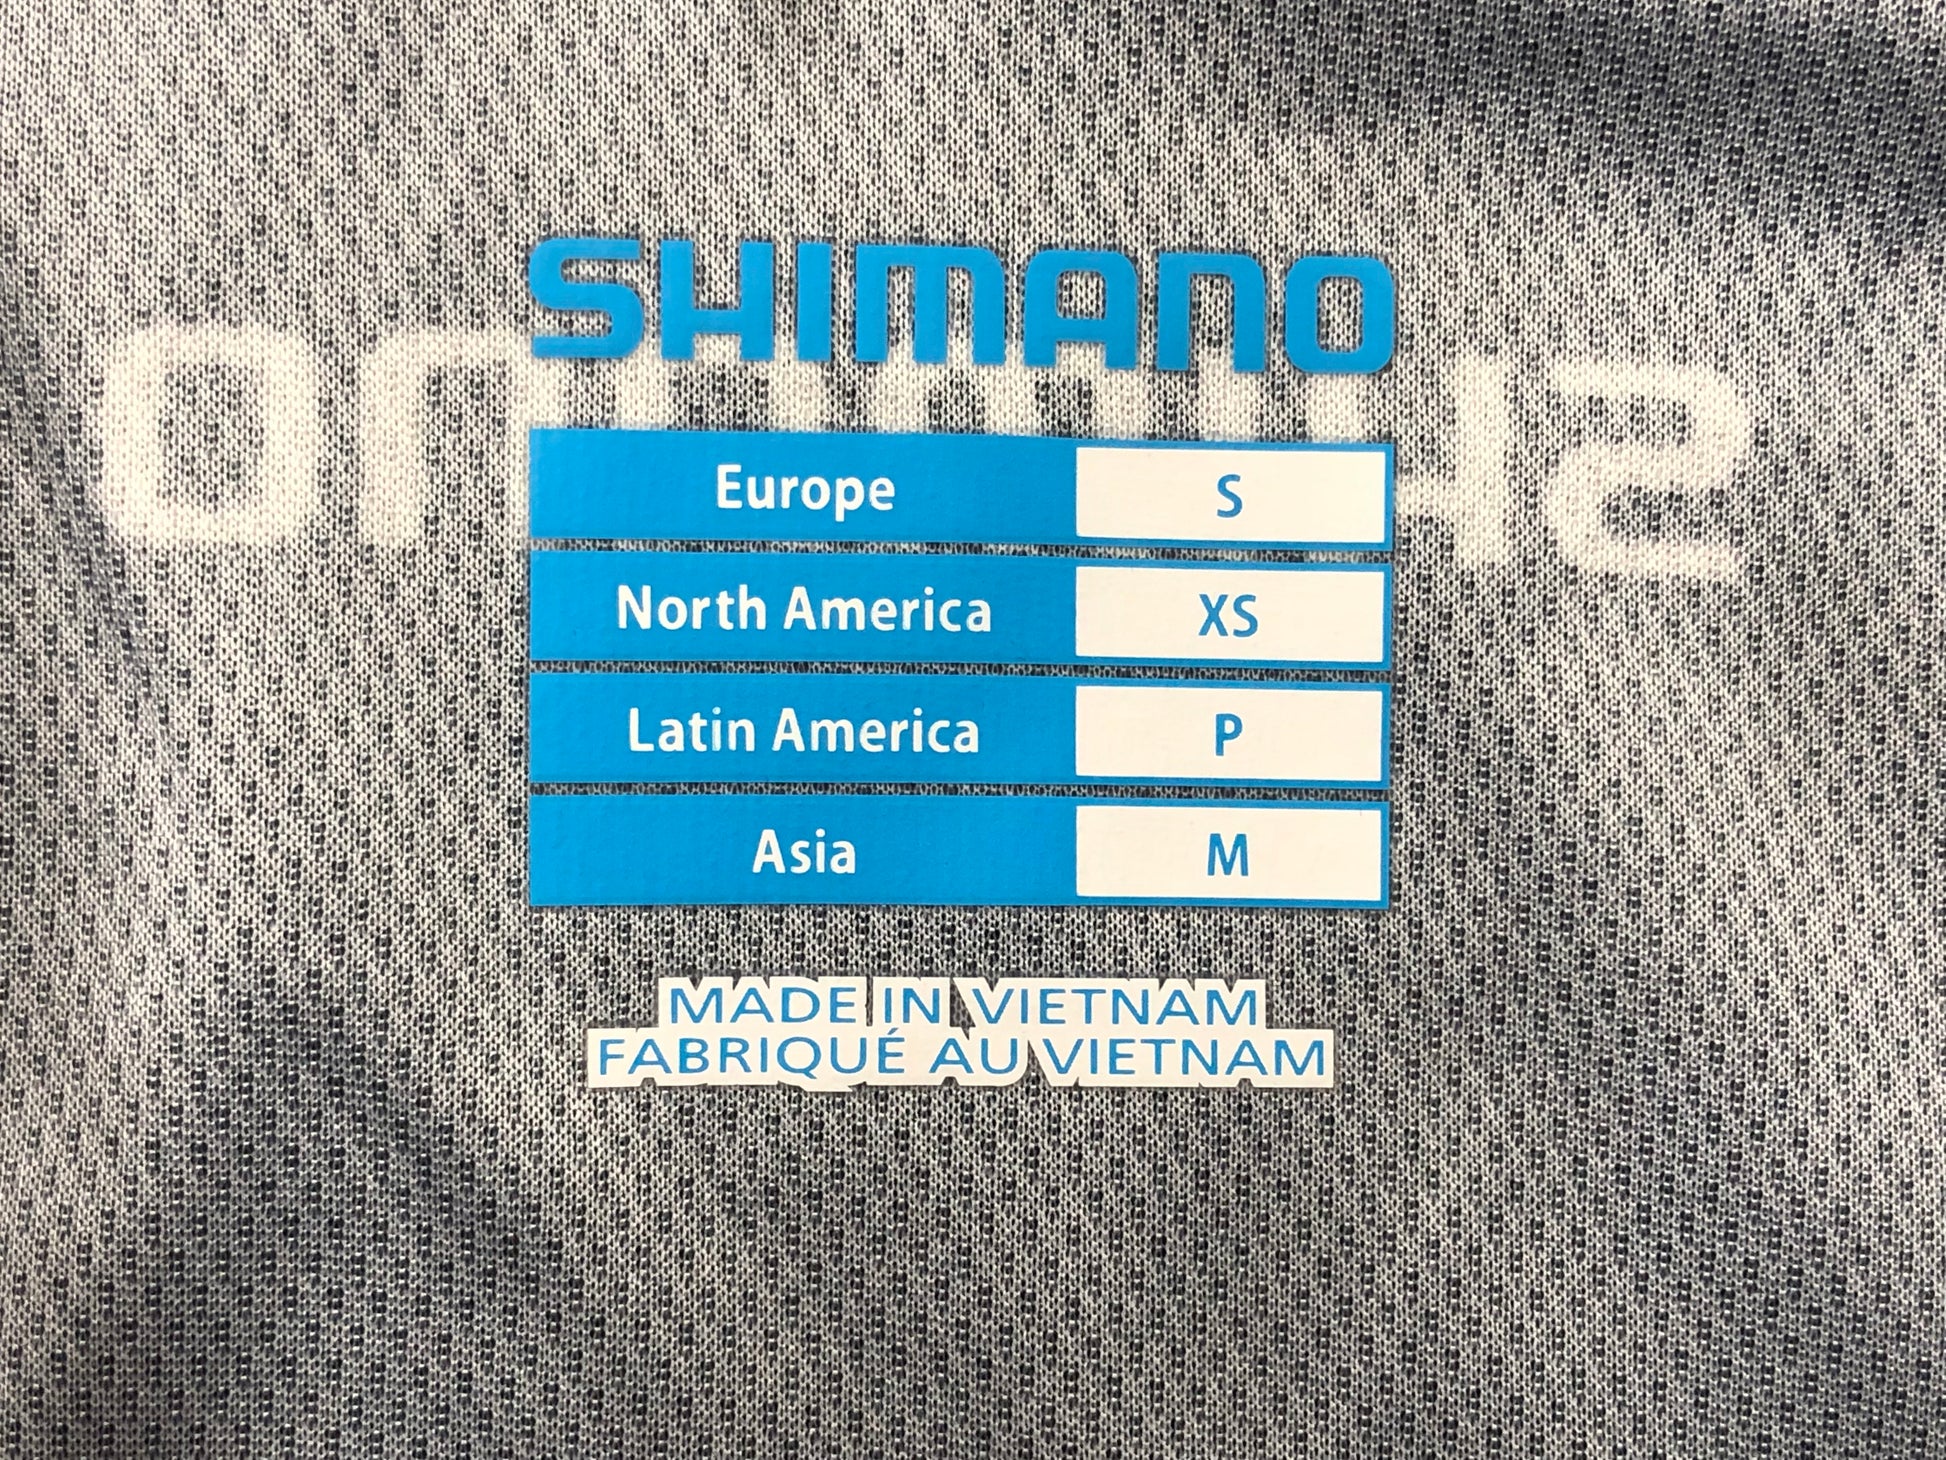 SHIMANO
Europe S
North America XS
Latin America P
Asia M
MADE IN VIETNAM
FABRIQUÉ AU VIETNAM